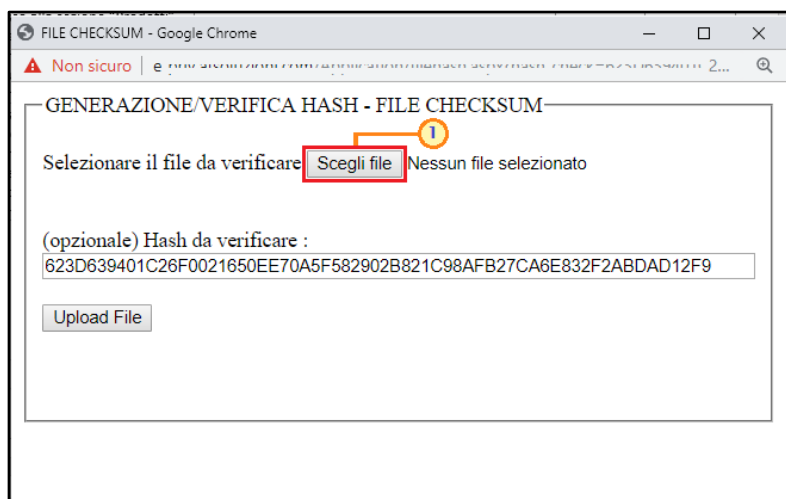 FILE CHECKSUM - Google Chrome
Non sicuro | e 2...
GENERAZIONE/VERIFICA HASH - FILE CHECKSUM
1
Selezionare il file da verificare Scegli file Nessun file selezionato
(opzionale) Hash da verificare :
623D639401C26F0021650EE70A5F582902B821C98AFB27CA6E832F2ABDAD12F9
Upload File